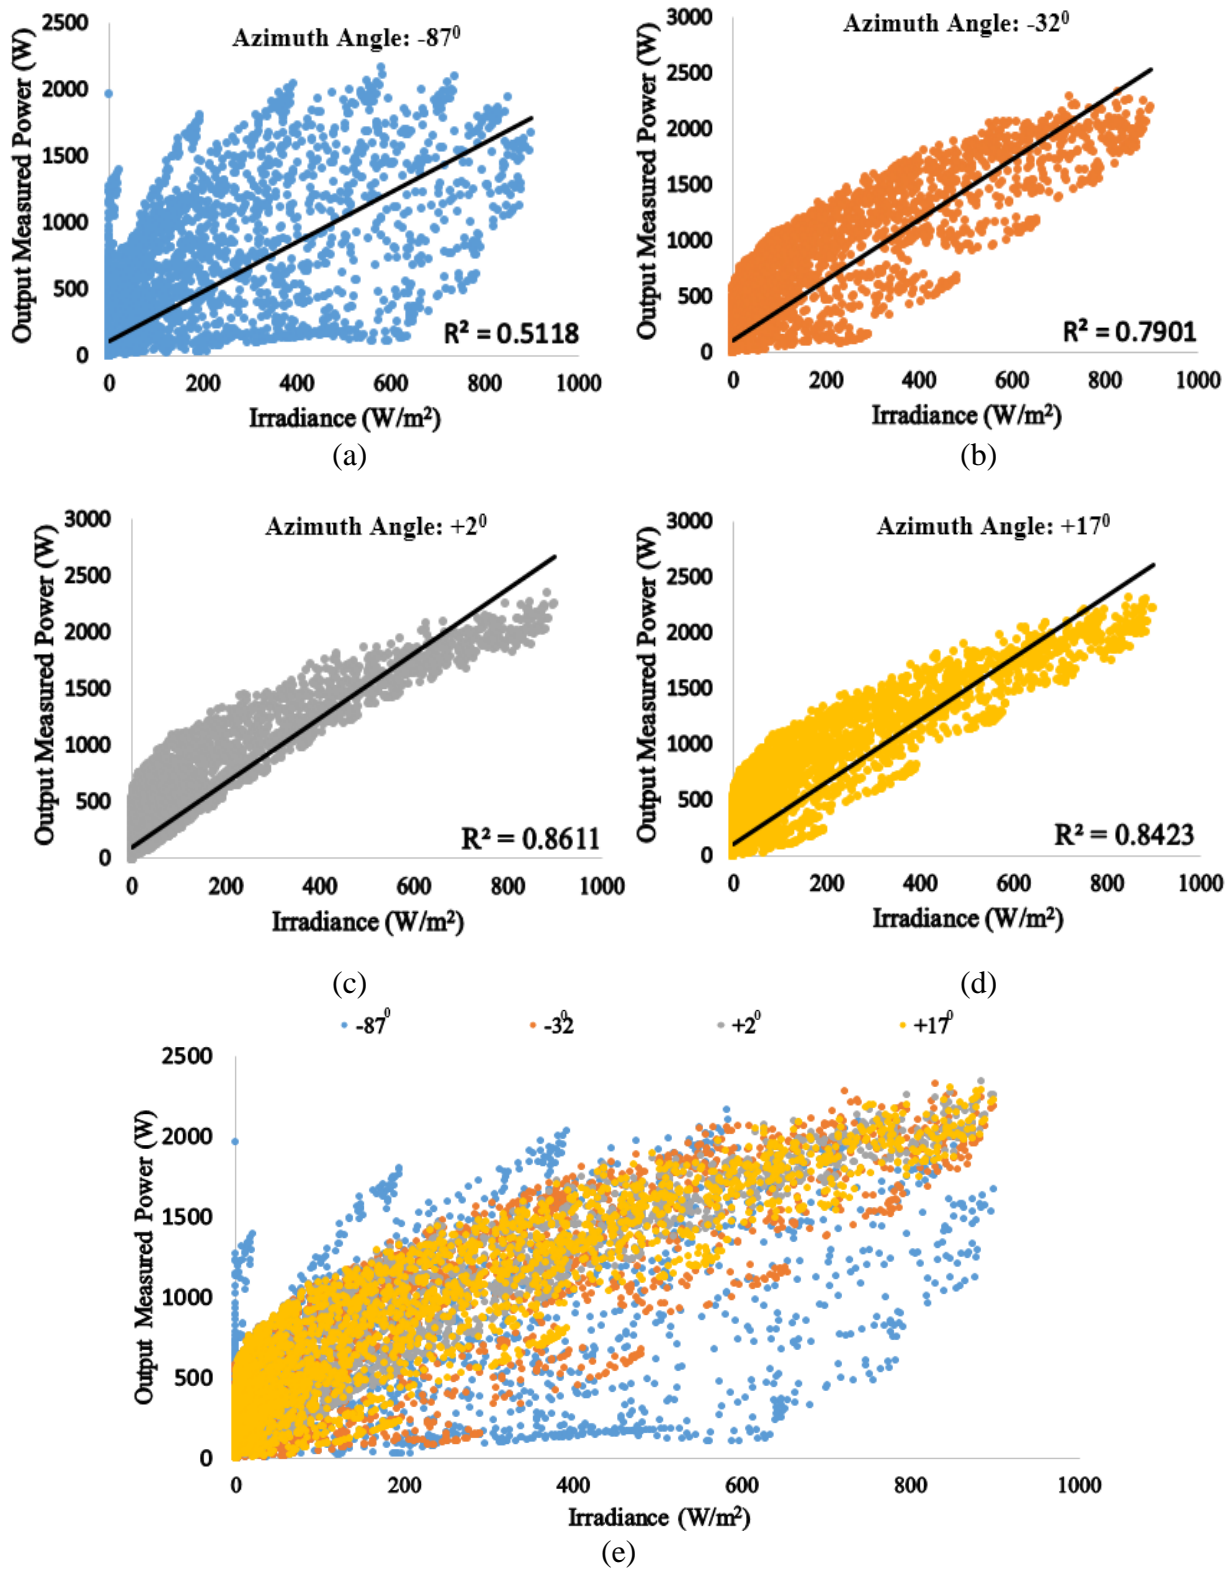 Azimuth Angle: -87⁰
Output Measured Power (W)
2500
2000
1500
1000
500
0
R² = 0.5118
0 200 400 600 800 1000
Irradiance (W/m²)
(a)
Azimuth Angle: -32⁰
Output Measured Power (W)
3000
2500
2000
1500
1000
500
0
R² = 0.7901
0 200 400 600 800 1000
Irradiance (W/m²)
(b)
Azimuth Angle: +2⁰
Output Measured Power (W)
3000
2500
2000
1500
1000
500
0
R² = 0.8611
0 200 400 600 800 1000
Irradiance (W/m²)
(c)
Azimuth Angle: +17⁰
Output Measured Power (W)
3000
2500
2000
1500
1000
500
0
R² = 0.8423
0 200 400 600 800 1000
Irradiance (W/m²)
(d)
-87⁰ -32⁰ +2⁰ +17⁰
Output Measured Power (W)
2500
2000
1500
1000
500
0
0 200 400 600 800 1000
Irradiance (W/m²)
(e)